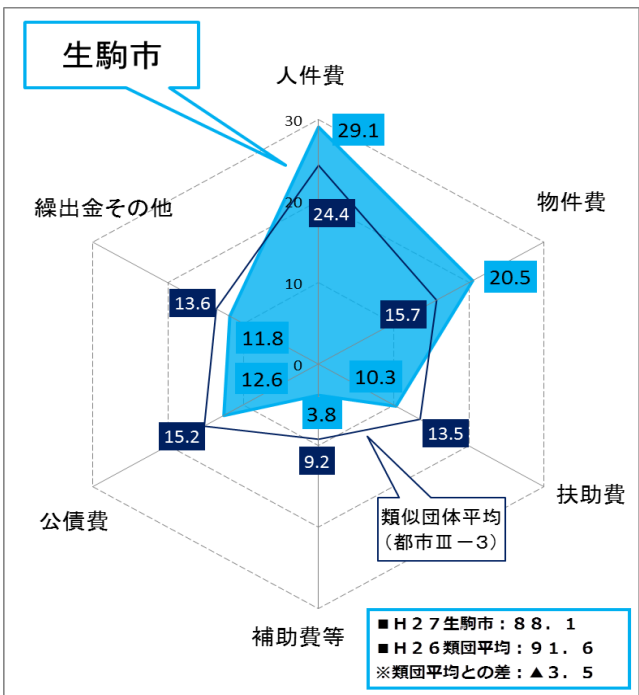 生駒市
人件費
30
29.1
繰出金その他
物件費
20
24.4
20.5
10
13.6
15.7
11.8
0
10.3
12.6
3.8
13.5
15.2
9.2
類似団体平均
（都市Ⅲ－3）
公債費
扶助費
補助費等
■Ｈ２７生駒市：８８．１
■Ｈ２６類団平均：９１．６
※類団平均との差：▲３．５